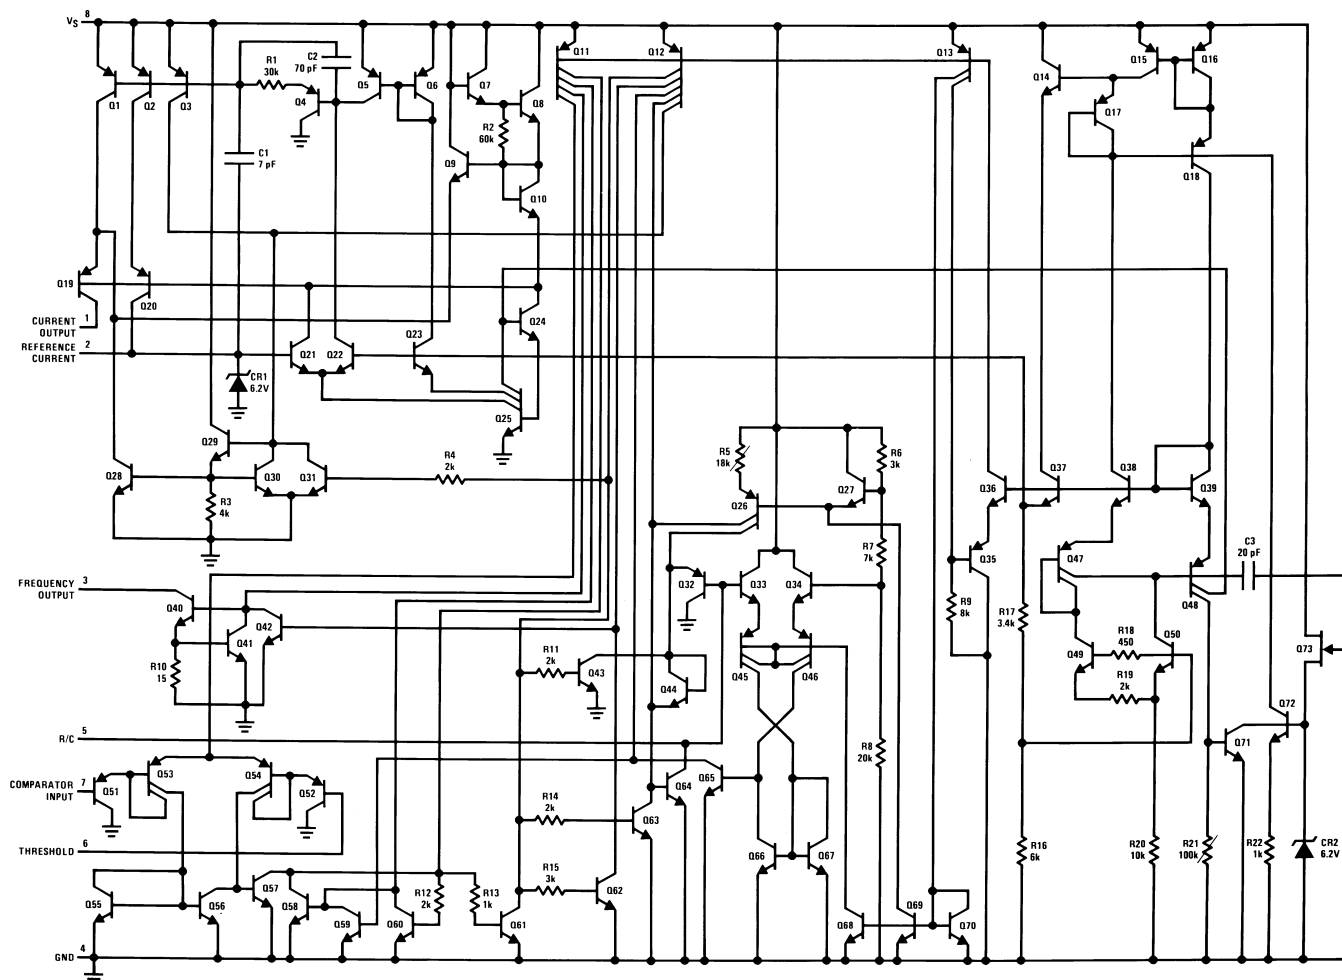 VS 8
Q1
Q2
Q3
R1
30k
C2
70 pF
Q4
Q5
Q6
Q7
Q8
Q11
Q12
Q13
Q14
Q15
Q16
Q17
Q18
C1
7 pF
R2
60k
Q9
Q10
Q19
Q20
CURRENT OUTPUT 1
REFERENCE CURRENT 2
CR1
6.2V
Q21
Q22
Q23
Q24
Q25
Q28
Q29
R3
4k
Q30
Q31
R4
2k
R5
18k
Q26
Q27
R6
3k
R7
7k
Q36
Q37
Q38
Q39
FREQUENCY OUTPUT 3
Q32
Q33
Q34
Q35
Q47
Q48
C3
20 pF
Q40
Q41
Q42
R10
15
R11
2k
Q43
Q44
Q45
Q46
R9
8k
R17
3.4k
Q49
R18
450
R19
2k
Q50
Q73
R/C 5
Q72
Q71
COMPARATOR INPUT 7
Q51
Q53
Q54
Q52
THRESHOLD 6
R14
2k
Q63
Q64
Q65
R8
20k
R15
3k
Q62
Q66
Q67
R16
6k
R20
10k
R21
100k
R22
1k
CR2
6.2V
Q55
Q56
Q57
Q58
Q59
Q60
R12
2k
R13
1k
Q61
Q68
Q69
Q70
GND 4